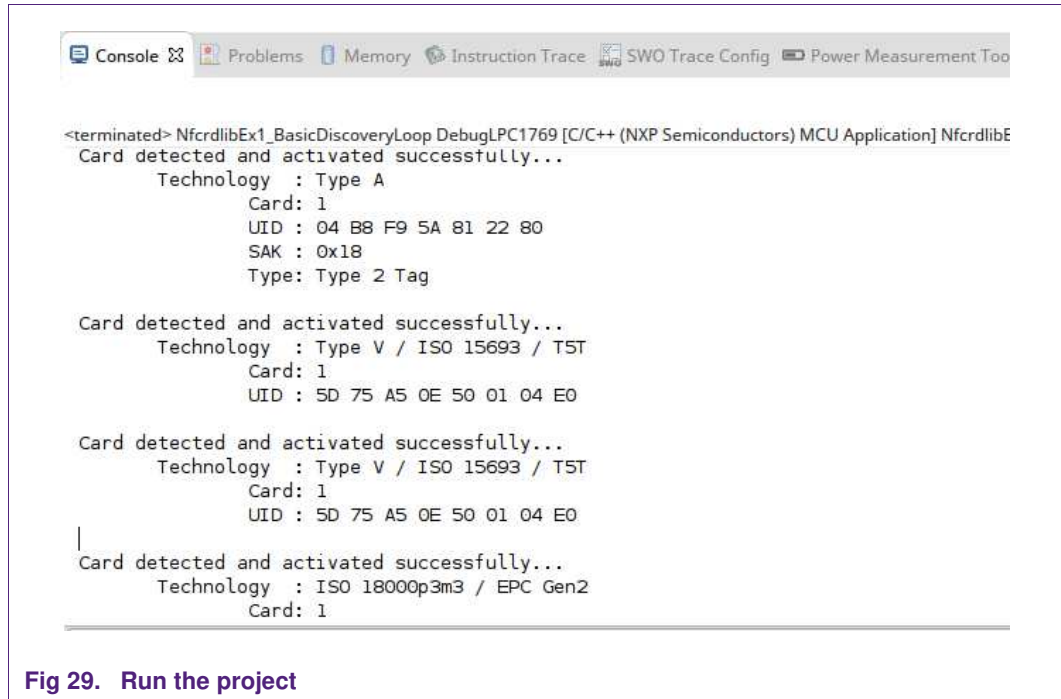 Console Problems Memory Instruction Trace SWO Trace Config Power Measurement Too
<terminated> NfcrdlibEx1_BasicDiscoveryLoop DebugLPC1769 [C/C++ (NXP Semiconductors) MCU Application] NfcrdlibE
Card detected and activated successfully...
Technology : Type A
Card: 1
UID : 04 B8 F9 5A 81 22 80
SAK : 0x18
Type: Type 2 Tag
Card detected and activated successfully...
Technology : Type V / ISO 15693 / T5T
Card: 1
UID : 5D 75 A5 0E 50 01 04 E0
Card detected and activated successfully...
Technology : Type V / ISO 15693 / T5T
Card: 1
UID : 5D 75 A5 0E 50 01 04 E0
Card detected and activated successfully...
Technology : ISO 18000p3m3 / EPC Gen2
Card: 1
Fig 29. Run the project